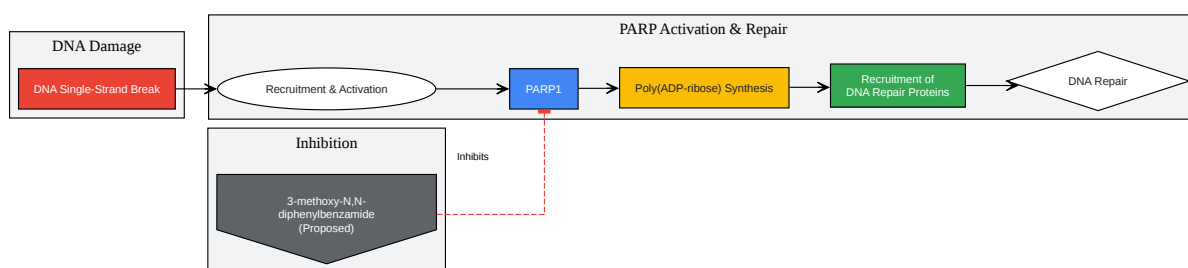 DNA Damage
DNA Single-Strand Break
PARP Activation & Repair
Recruitment & Activation
PARP1
Poly(ADP-ribose) Synthesis
Recruitment of
DNA Repair Proteins
DNA Repair
Inhibition
Inhibits
3-methoxy-N,N-
diphenylbenzamide
(Proposed)